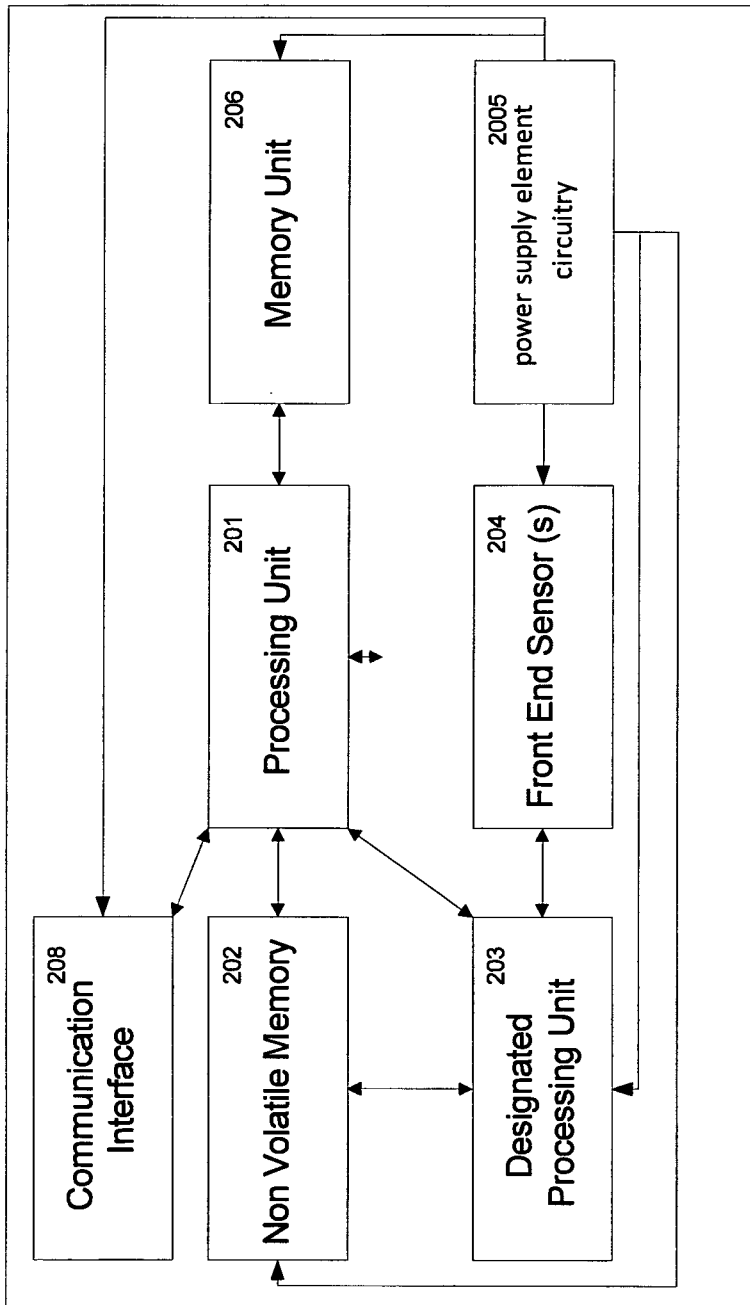 208
Communication
Interface
202
Non Volatile Memory
203
Designated
Processing Unit
201
Processing Unit
204
Front End Sensor (s)
206
Memory Unit
2005
power supply element
circuitry